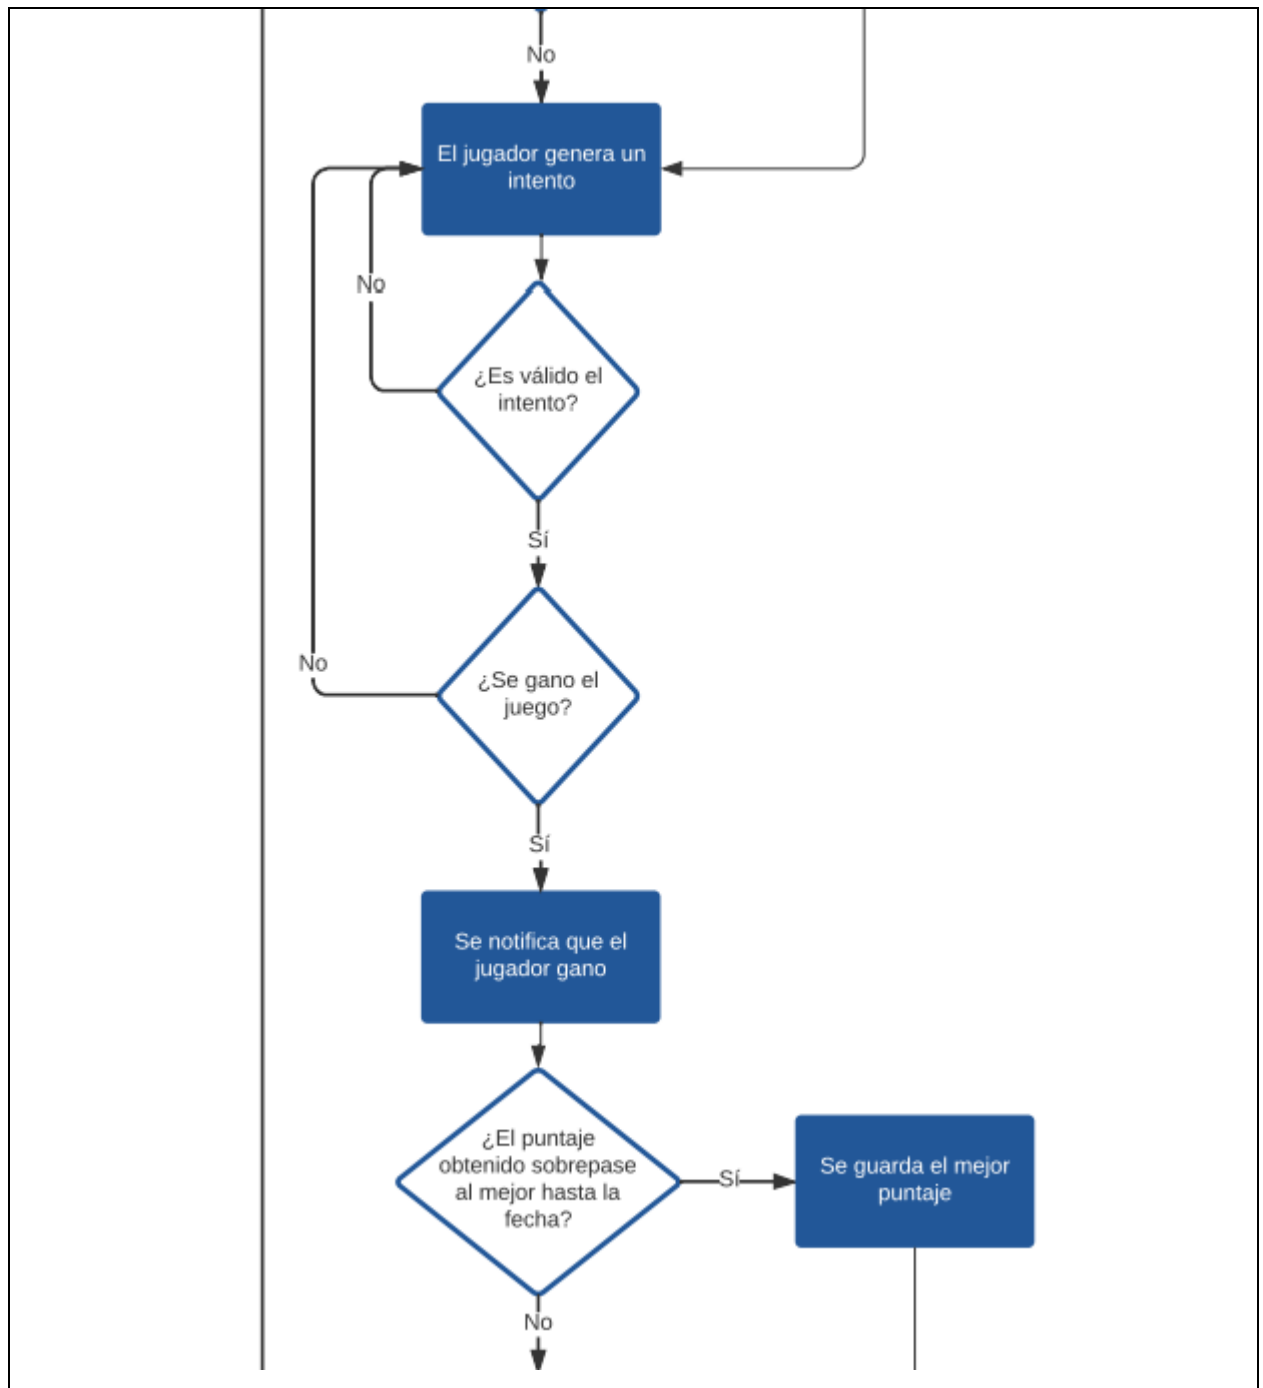 No
El jugador genera un
intento
No
¿Es válido el
intento?
Sí
No
¿Se gano el
juego?
Sí
Se notifica que el
jugador gano
¿El puntaje
obtenido sobrepase
al mejor hasta la
fecha?
Sí
Se guarda el mejor
puntaje
No